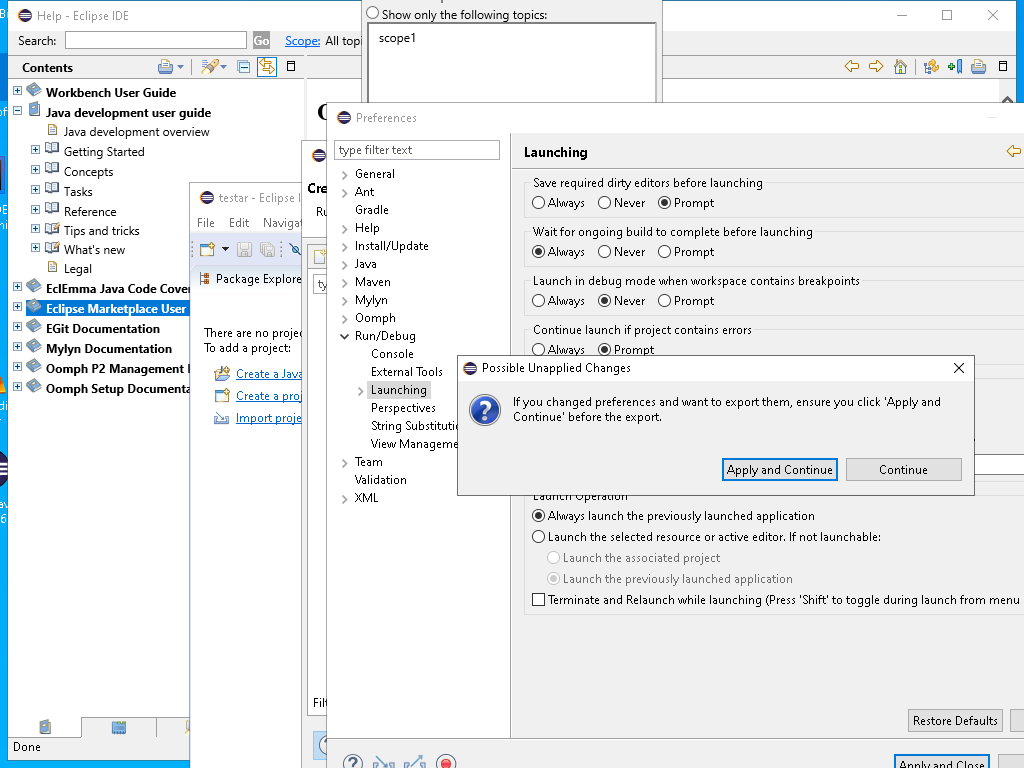 Help - Eclipse IDE
Show only the following topics:
Search:
Go
Scope:
All topi
scope1
Contents
Workbench User Guide
Java development user guide
Java development overview
Getting Started
Concepts
Tasks
Reference
Tips and tricks
What's new
Legal
EclEmma Java Code Cover
Eclipse Marketplace User
EGit Documentation
Mylyn Documentation
Oomph P2 Management
Oomph Setup Documenta
Done
testar - Eclipse I
File
Edit
Navigat
Package Explore
There are no projec
To add a project:
Create a Java
Create a proj
Import proje
Cre
Ru
ty
Filt
Preferences
type filter text
General
Ant
Gradle
Help
Install/Update
Java
Maven
Mylyn
Oomph
Run/Debug
Console
External Tools
Launching
Perspectives
String Substitutio
View Manageme
Team
Validation
XML
Launching
Save required dirty editors before launching
Always
Never
Prompt
Wait for ongoing build to complete before launching
Always
Never
Prompt
Launch in debug mode when workspace contains breakpoints
Always
Never
Prompt
Continue launch if project contains errors
Always
Prompt
Possible Unapplied Changes
If you changed preferences and want to export them, ensure you click 'Apply and
Continue' before the export.
Apply and Continue
Continue
Launch Operation
Always launch the previously launched application
Launch the selected resource or active editor. If not launchable:
Launch the associated project
Launch the previously launched application
Terminate and Relaunch while launching (Press 'Shift' to toggle during launch from menu
Restore Defaults
Apply and Close